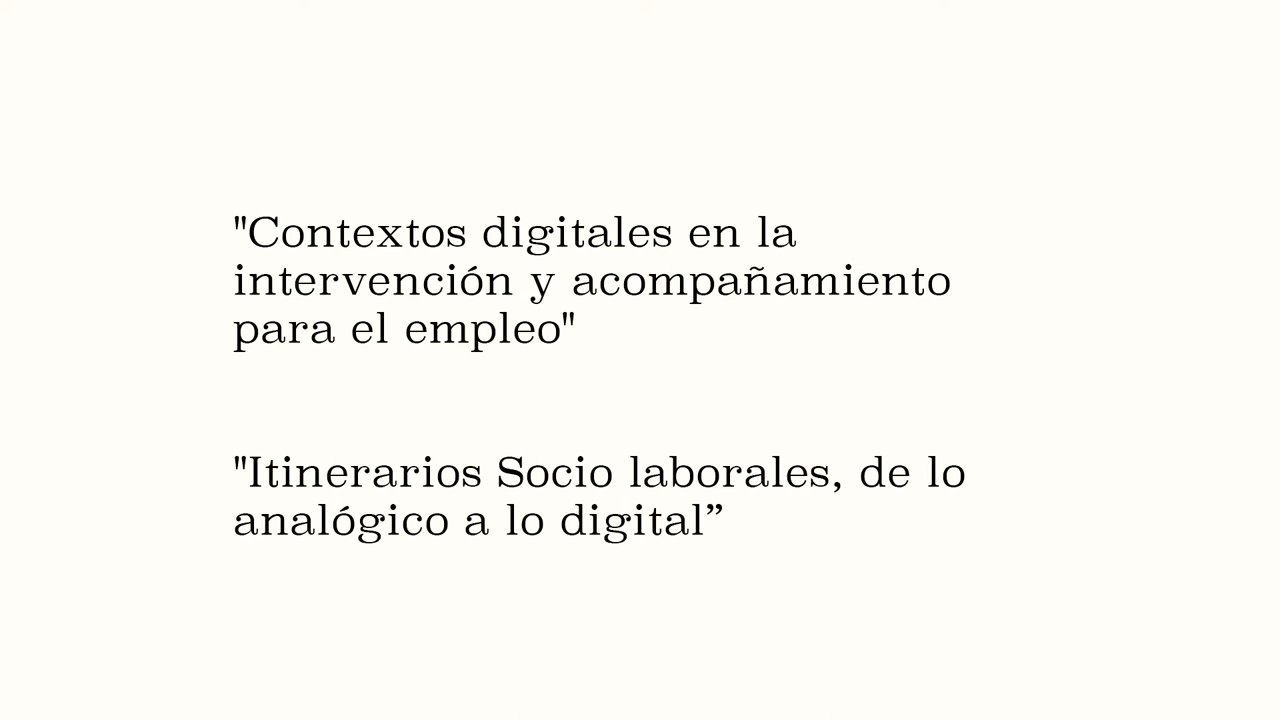 "Contextos digitales en la
intervención y acompañamiento
para el empleo"
"Itinerarios Socio laborales, de lo
analógico a lo digital”